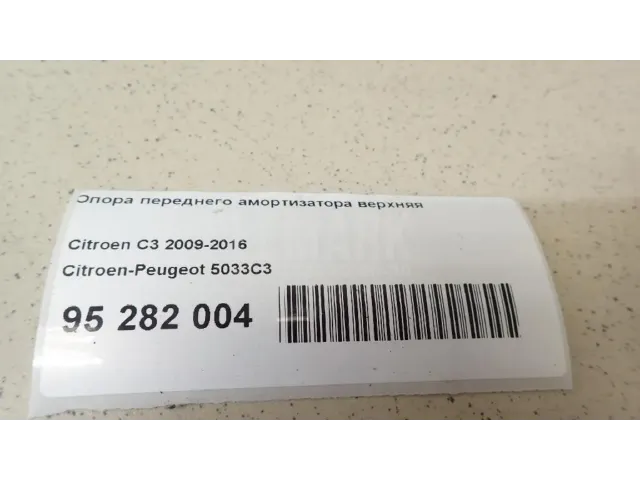 Опора переднего амортизатора верхняя
Citroen C3 2009-2016
Citroen-Peugeot 5033C3
95 282 004